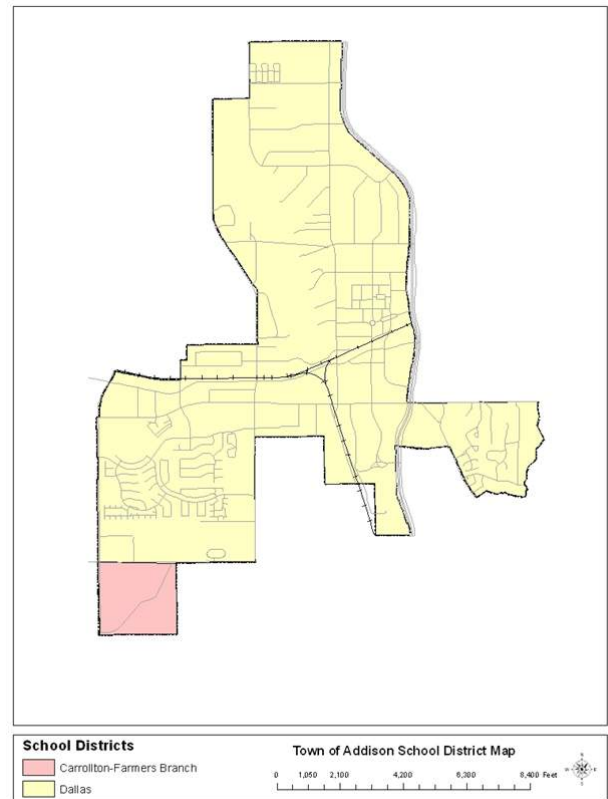 School Districts
Carrollton-Farmers Branch
Dallas
Town of Addison School District Map
0 1,050 2,100 4,200 6,300 8,400 Feet